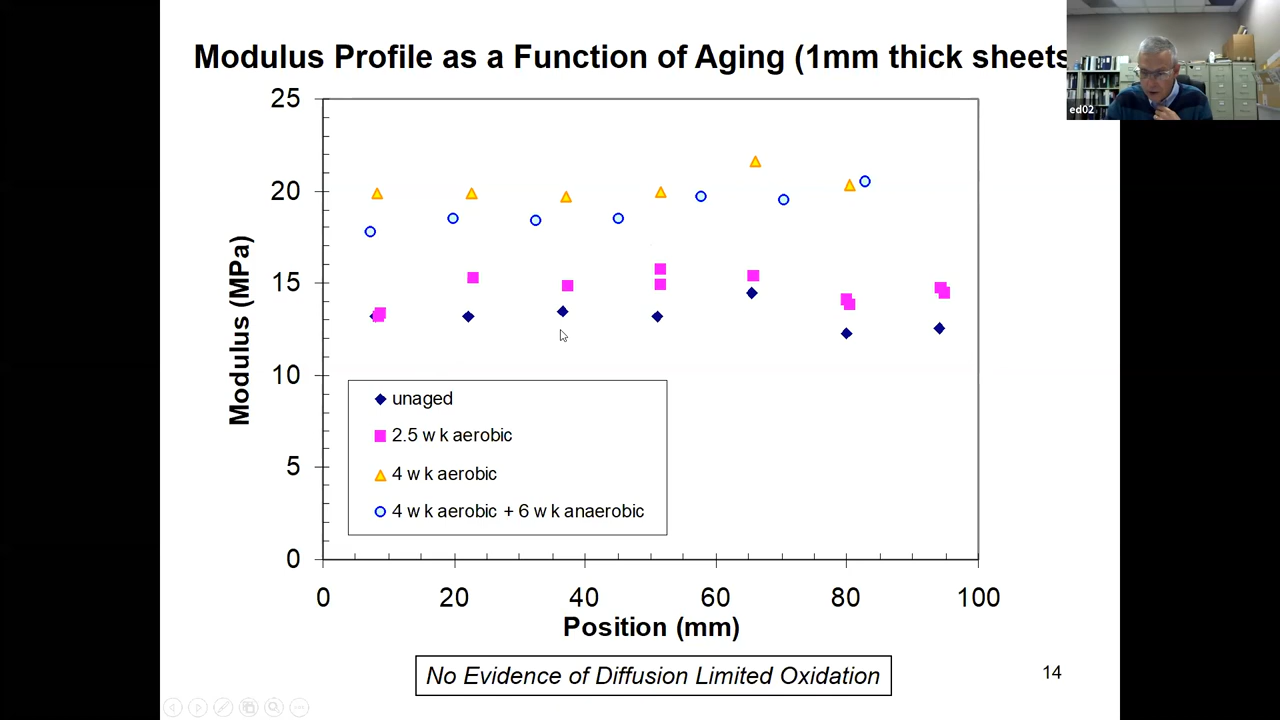 Modulus Profile as a Function of Aging (1mm thick sheets
ed02
25
20
15
10
5
0
Modulus (MPa)
unaged
2.5 w k aerobic
4 w k aerobic
4 w k aerobic + 6 w k anaerobic
0 20 40 60 80 100
Position (mm)
No Evidence of Diffusion Limited Oxidation
14